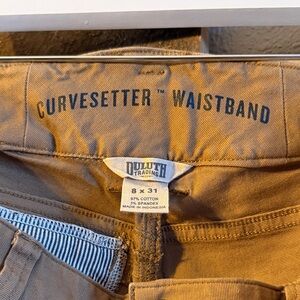 CURVESETTER™ WAISTBAND
DULUTH
TRADING
8 x 31
97% COTTON
3% SPANDEX
MADE IN INDONESIA